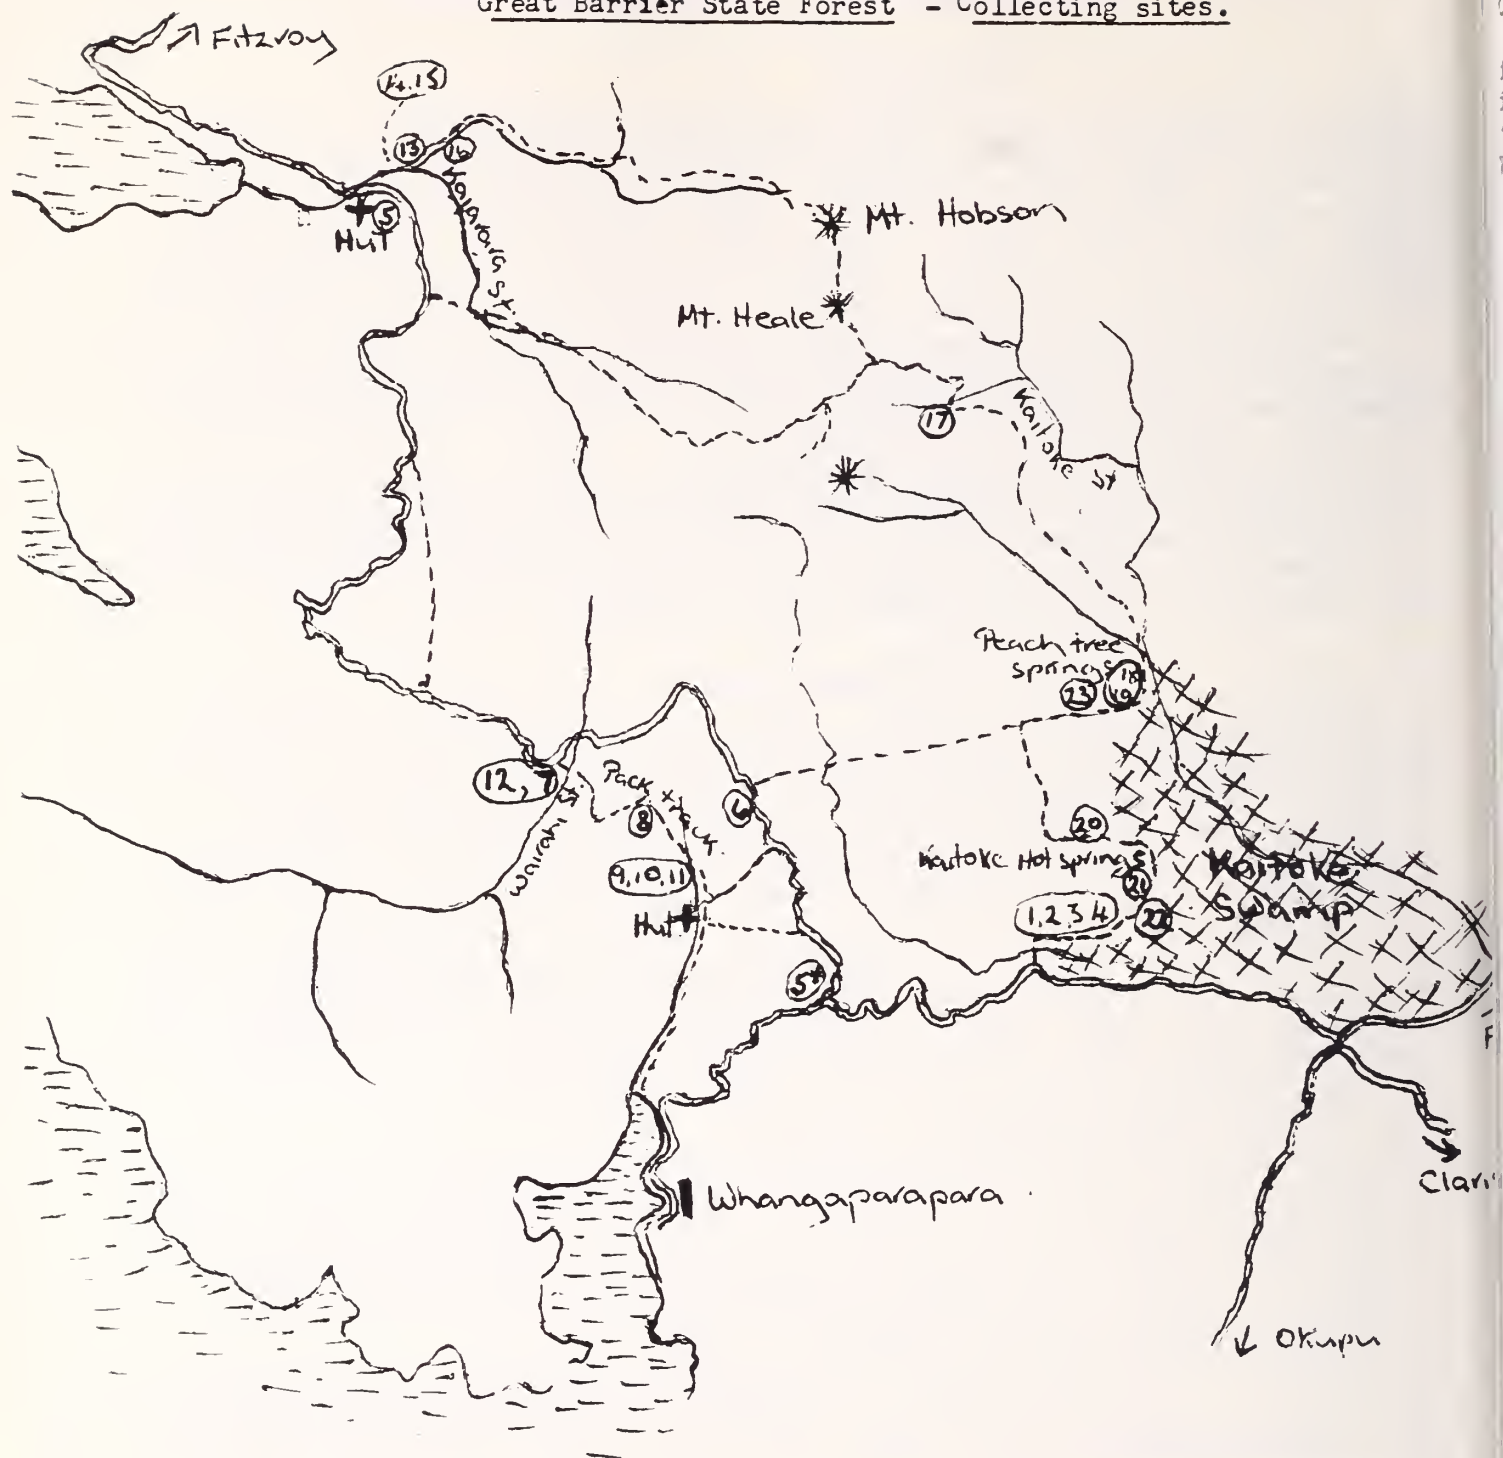 Great Barrier State Forest - Collecting sites.
Fitzroy
14.15
13
16
5
Hut
Mt. Hobson
Mt. Heale
17
Kaitoke St
Peach tree
springs
18
19
23
12, 7
Pack track
8
6
Wairahi St.
9,10,11
Hut
20
Kaitoke Hot springs
21
1,2 3 4
22
Kaitoke
Swamp
5*
Whangaparapara
Okupu